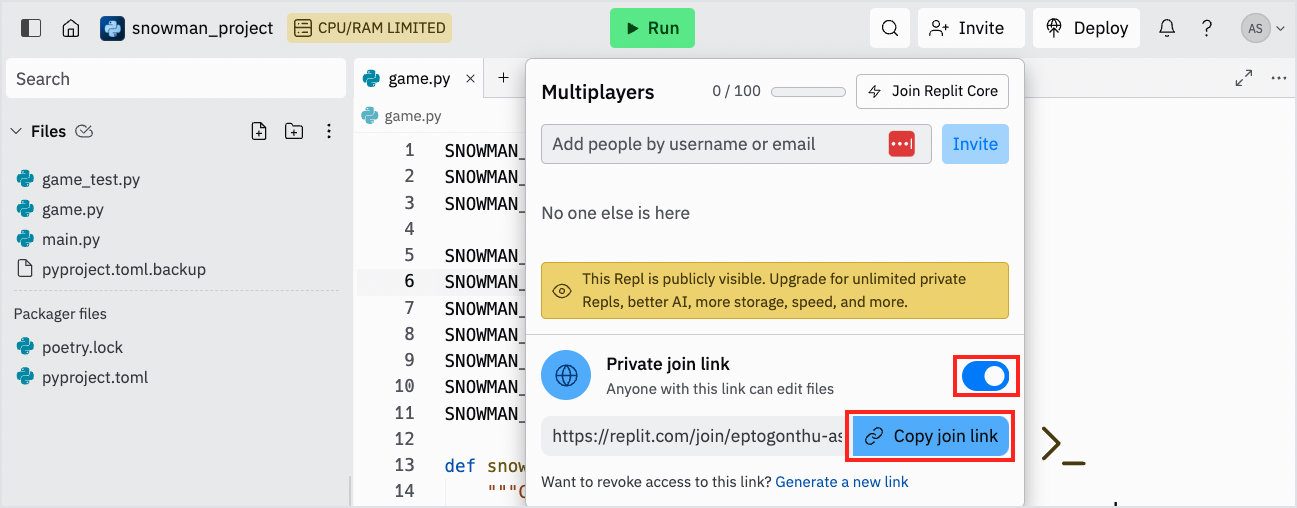 snowman_project
CPU/RAM LIMITED
Run
Invite
Deploy
?
AS
Search
Files
game_test.py
game.py
main.py
pyproject.toml.backup
Packager files
poetry.lock
pyproject.toml
game.py × +
game.py
1 SNOWMAN_
2 SNOWMAN_
3 SNOWMAN_
4
5 SNOWMAN_
6 SNOWMAN_
7 SNOWMAN_
8 SNOWMAN_
9 SNOWMAN_
10 SNOWMAN_
11 SNOWMAN_
12
13 def snow
14 """C
Multiplayers
0 / 100
Join Replit Core
Add people by username or email
Invite
No one else is here
This Repl is publicly visible. Upgrade for unlimited private
Repls, better AI, more storage, speed, and more.
Private join link
Anyone with this link can edit files
https://replit.com/join/eptogonthu-as
Copy join link
Want to revoke access to this link? Generate a new link